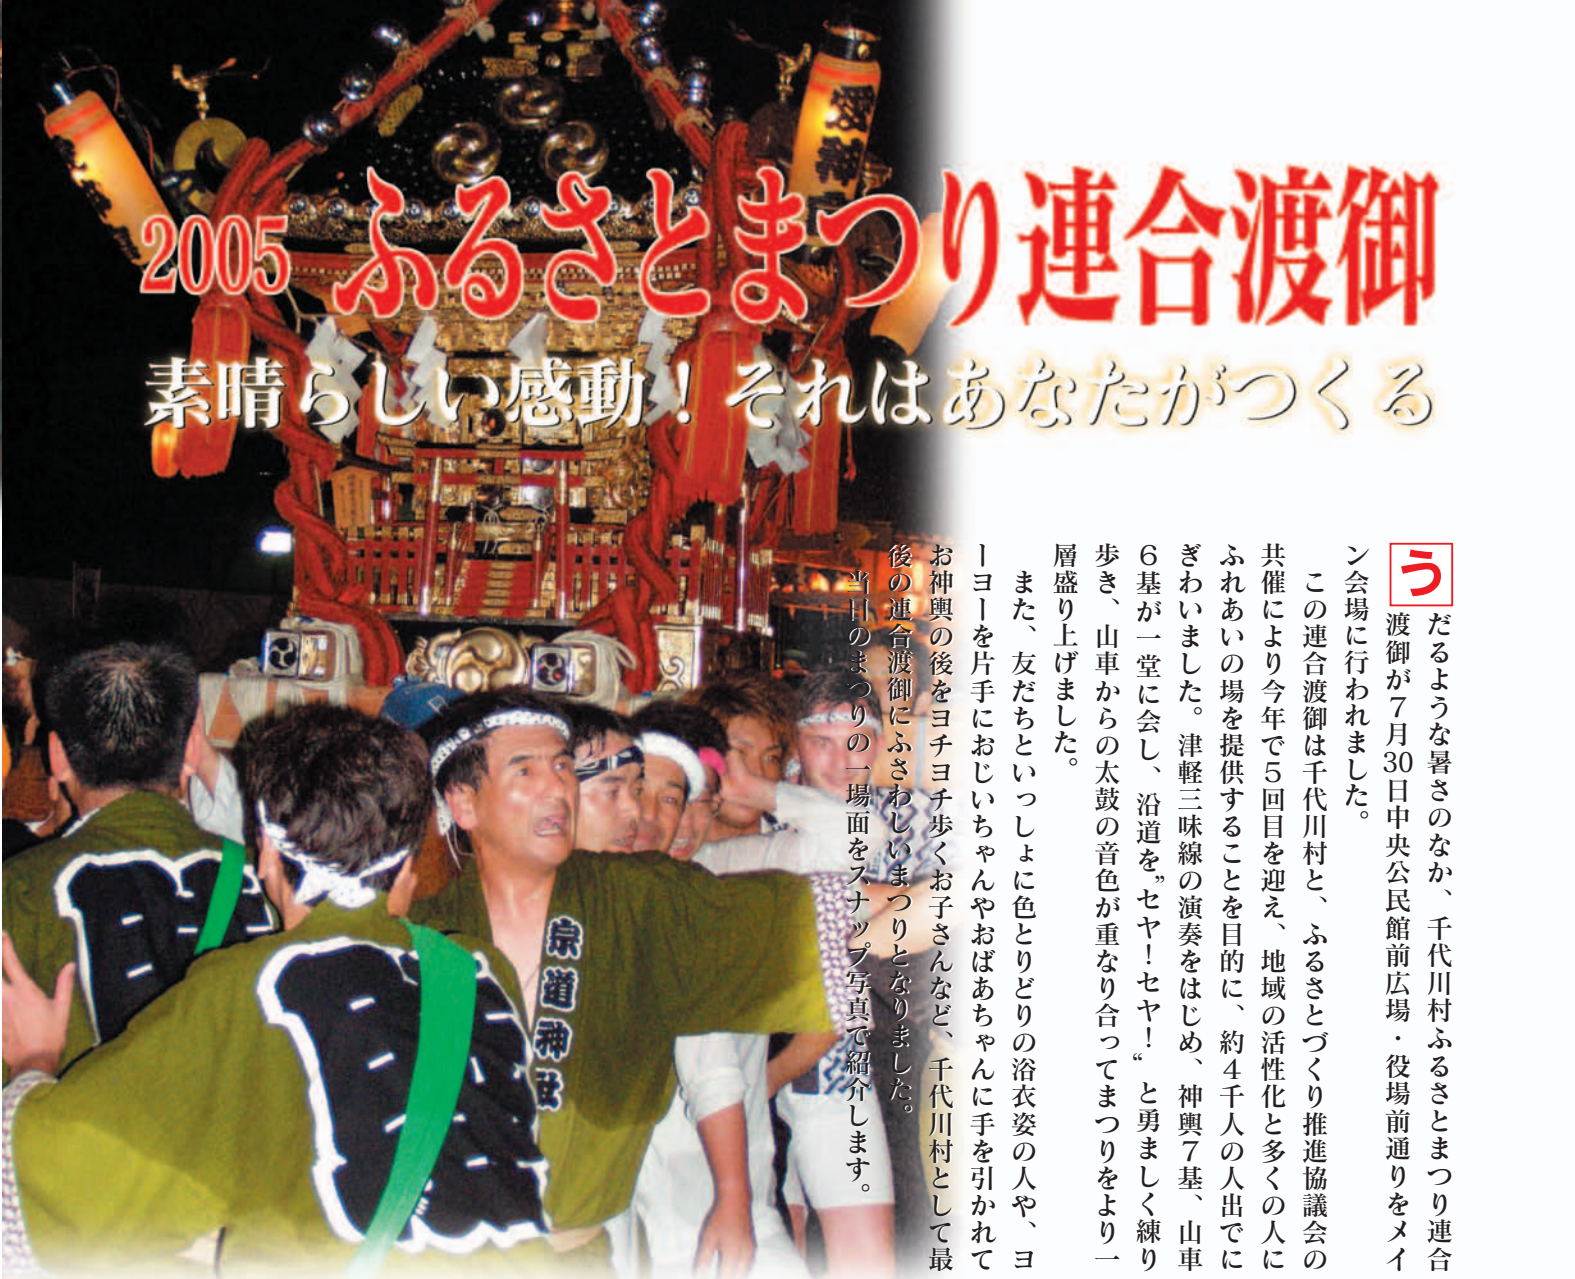 2005 ふるさとまつり連合渡御
素晴らしい感動！それはあなたがつくる
うだるような暑さのなか、千代川村ふるさとまつり連合
渡御が７月30日中央公民館前広場・役場前通りをメイ
ン会場に行われました。
この連合渡御は千代川村と、ふるさとづくり推進協議会の
共催により今年で５回目を迎え、地域の活性化と多くの人に
ふれあいの場を提供することを目的に、約４千人の人出でに
ぎわいました。津軽三味線の演奏をはじめ、神輿７基、山車
６基が一堂に会し、沿道を〝セヤ！セヤ！〟と勇ましく練り
歩き、山車からの太鼓の音色が重なり合ってまつりをより一
層盛り上げました。
また、友だちといっしょに色とりどりの浴衣姿の人や、ヨ
ーヨーを片手におじいちゃんやおばあちゃんに手を引かれて
お神輿の後をヨチヨチ歩くお子さんなど、千代川村として最
後の連合渡御にふさわしいまつりとなりました。
当日のまつりの一場面をスナップ写真で紹介します。
宗道神社